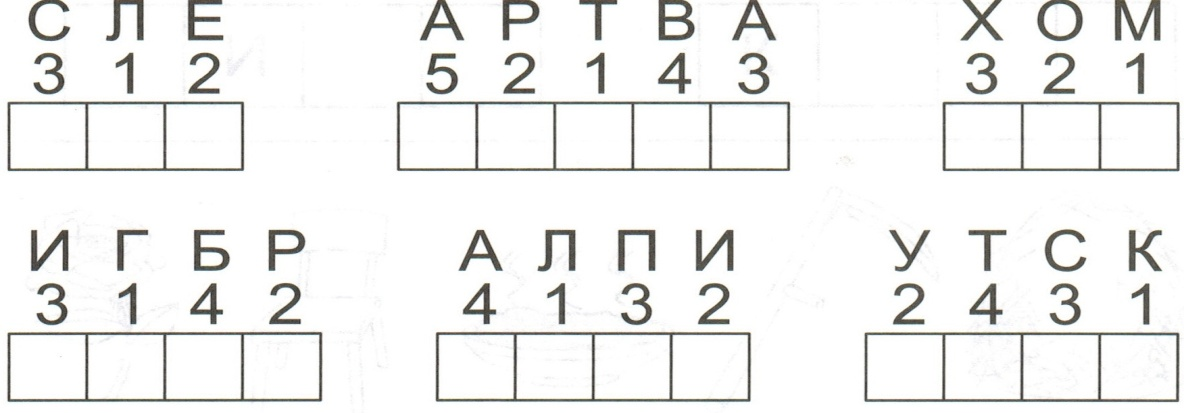 С Л Е А Р Т В А Х О М
3 1 2 5 2 1 4 3 3 2 1
И Г Б Р А Л П И У Т С К
3 1 4 2 4 1 3 2 2 4 3 1